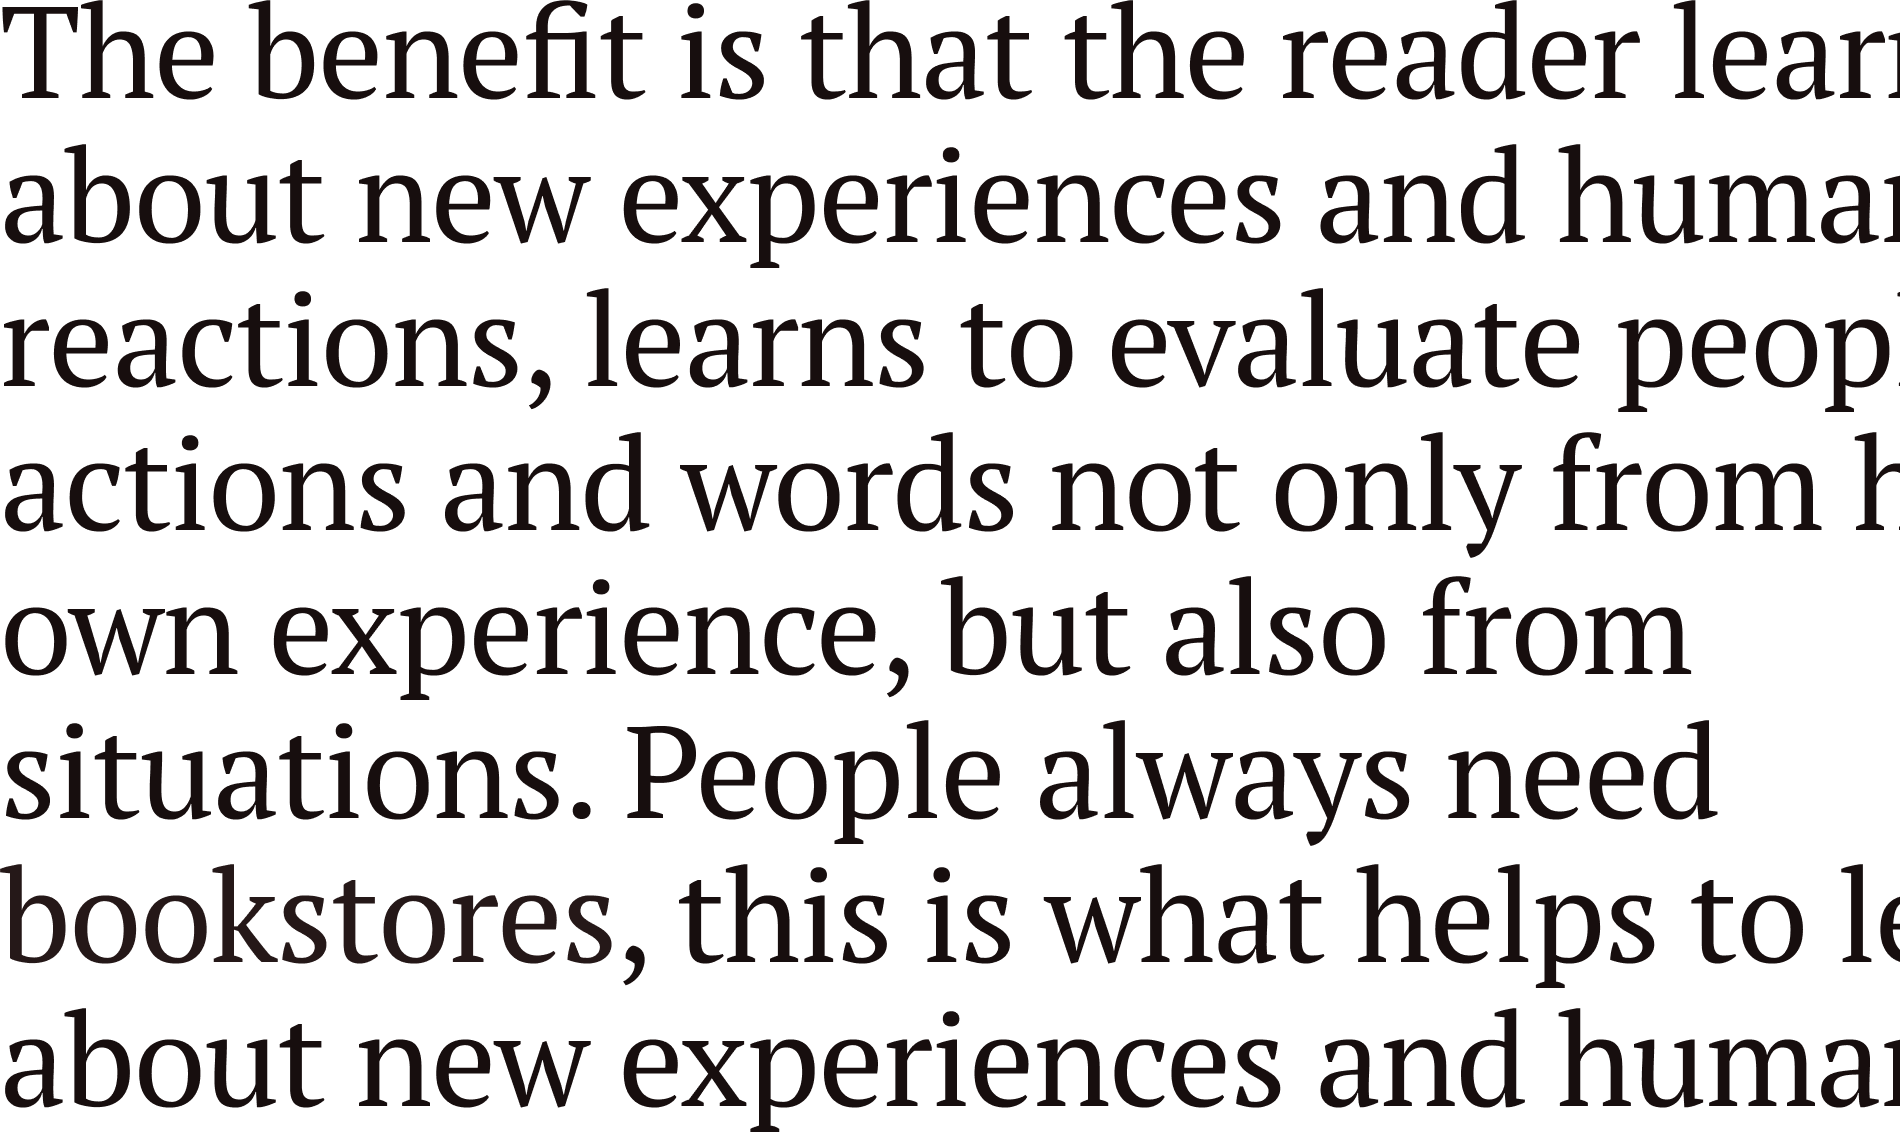 The benefit is that the reader lear
about new experiences and huma
reactions, learns to evaluate peop
actions and words not only from h
own experience, but also from
situations. People always need
bookstores, this is what helps to le
about new experiences and huma